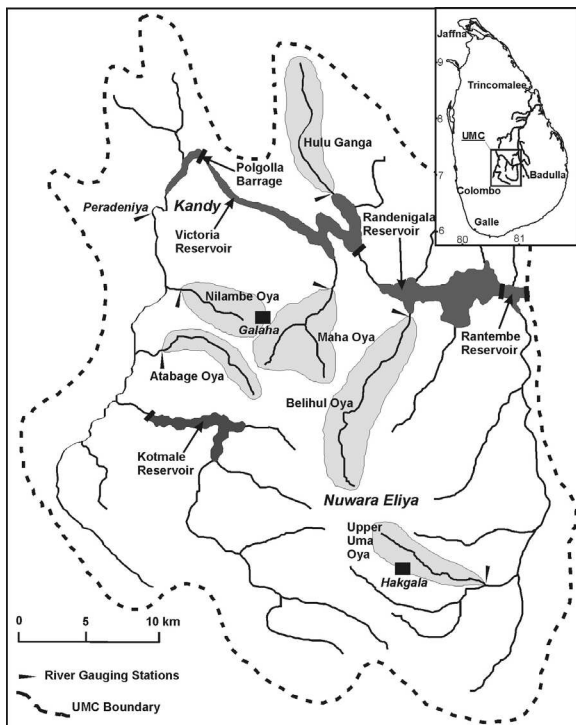 Jaffna
9
Trincomalee
8
UMC
7
Badulla
Colombo
6
Galle
80
81
Hulu Ganga
Polgolla
Barrage
Peradeniya
Kandy
Victoria
Reservoir
Randenigala
Reservoir
Nilambe Oya
Galaha
Maha Oya
Rantembe
Reservoir
Atabage Oya
Belihul Oya
Kotmale
Reservoir
Nuwara Eliya
Upper
Uma
Oya
Hakgala
0
5
10 km
River Gauging Stations
UMC Boundary